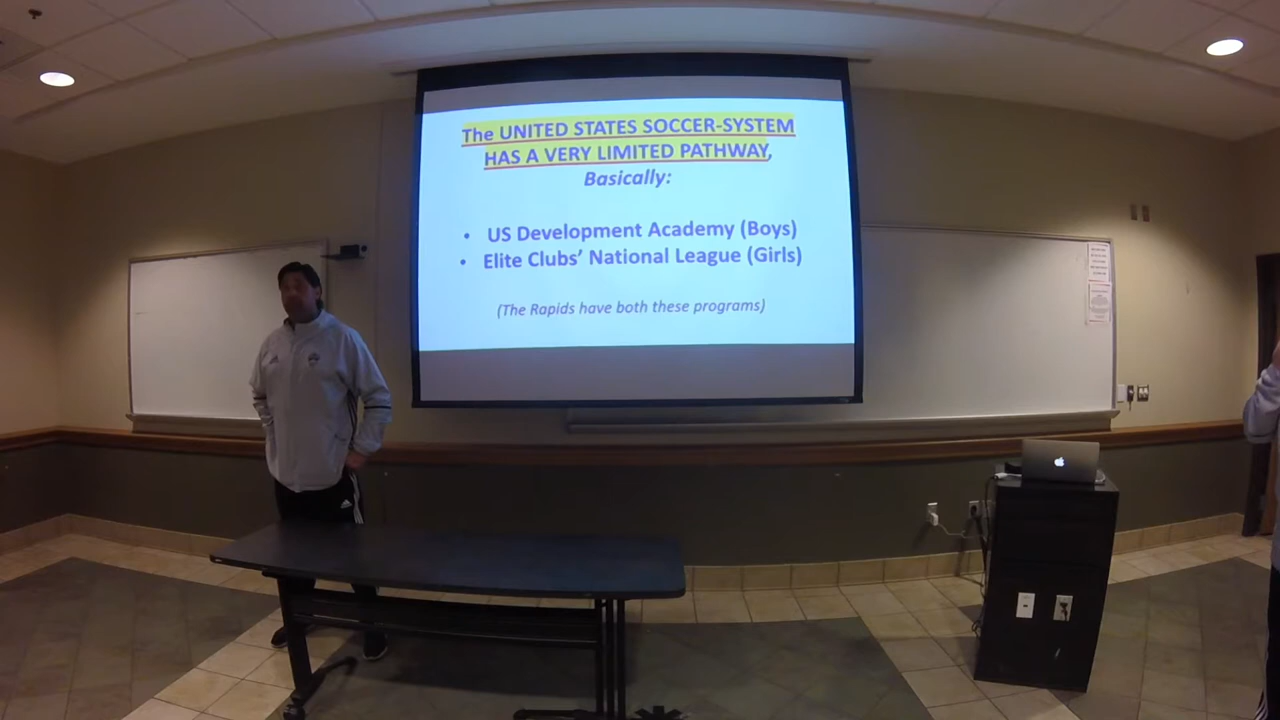 The UNITED STATES SOCCER-SYSTEM
HAS A VERY LIMITED PATHWAY,
Basically:
• US Development Academy (Boys)
• Elite Clubs' National League (Girls)
(The Rapids have both these programs)